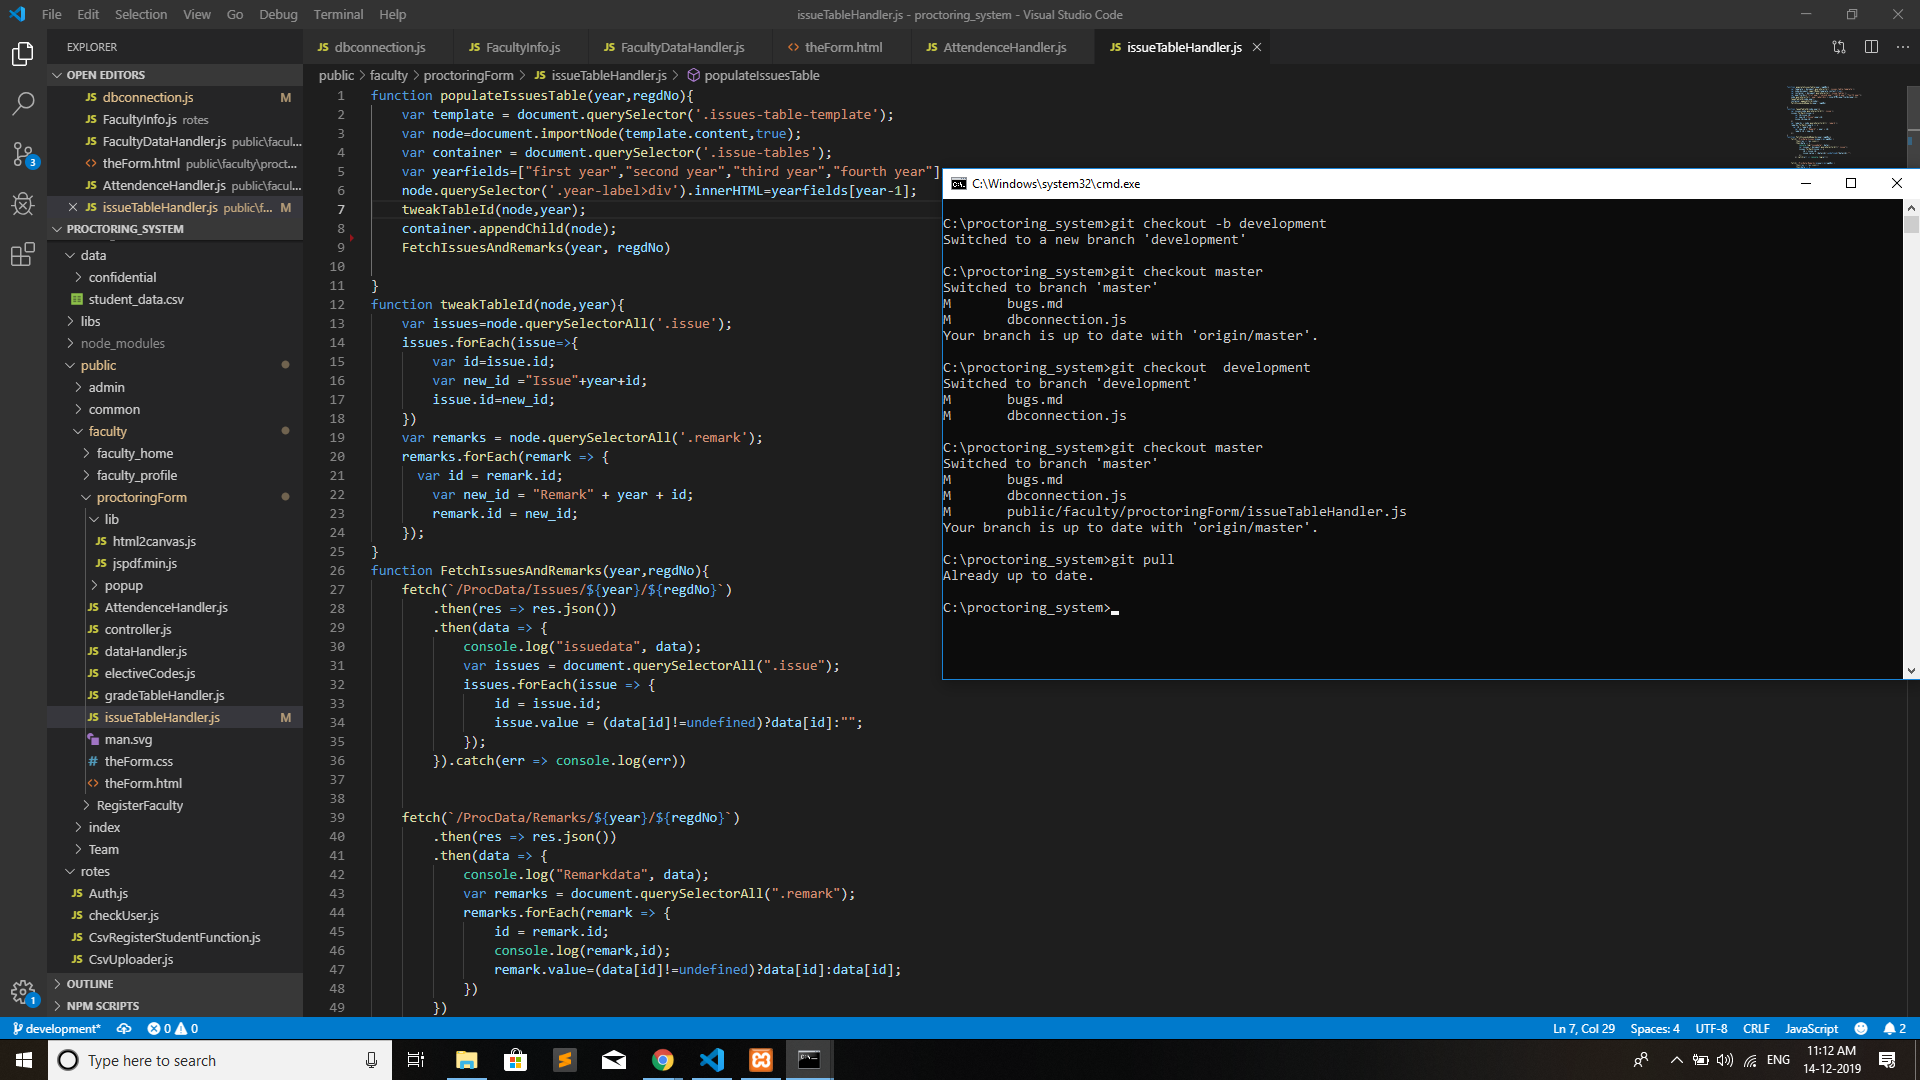 File Edit Selection View Go Debug Terminal Help
issueTableHandler.js - proctoring_system - Visual Studio Code
EXPLORER
OPEN EDITORS
JS dbconnection.js M
JS FacultyInfo.js rotes
JS FacultyDataHandler.js public\facul...
<> theForm.html public\faculty\proct...
JS AttendenceHandler.js public\facul...
JS issueTableHandler.js public\f... M
PROCTORING_SYSTEM
data
confidential
student_data.csv
libs
node_modules
public
admin
common
faculty
faculty_home
faculty_profile
proctoringForm
lib
JS html2canvas.js
JS jspdf.min.js
popup
JS AttendenceHandler.js
JS controller.js
JS dataHandler.js
JS electiveCodes.js
JS gradeTableHandler.js
JS issueTableHandler.js M
man.svg
# theForm.css
<> theForm.html
RegisterFaculty
index
Team
rotes
JS Auth.js
JS checkUser.js
JS CsvRegisterStudentFunction.js
JS CsvUploader.js
OUTLINE
NPM SCRIPTS
3
1
JS dbconnection.js JS FacultyInfo.js JS FacultyDataHandler.js <> theForm.html JS AttendenceHandler.js JS issueTableHandler.js
public > faculty > proctoringForm > JS issueTableHandler.js > populateIssuesTable
1 function populateIssuesTable(year,regdNo){
2 var template = document.querySelector('.issues-table-template');
3 var node=document.importNode(template.content,true);
4 var container = document.querySelector('.issue-tables');
5 var yearfields=["first year","second year","third year","fourth year"]
6 node.querySelector('.year-label>div').innerHTML=yearfields[year-1];
7 tweakTableId(node,year);
8 container.appendChild(node);
9 FetchIssuesAndRemarks(year, regdNo)
10
11 }
12 function tweakTableId(node,year){
13 var issues=node.querySelectorAll('.issue');
14 issues.forEach(issue=>{
15 var id=issue.id;
16 var new_id ="Issue"+year+id;
17 issue.id=new_id;
18 })
19 var remarks = node.querySelectorAll('.remark');
20 remarks.forEach(remark => {
21 var id = remark.id;
22 var new_id = "Remark" + year + id;
23 remark.id = new_id;
24 });
25 }
26 function FetchIssuesAndRemarks(year,regdNo){
27 fetch(`/ProcData/Issues/${year}/${regdNo}`)
28 .then(res => res.json())
29 .then(data => {
30 console.log("issuedata", data);
31 var issues = document.querySelectorAll(".issue");
32 issues.forEach(issue => {
33 id = issue.id;
34 issue.value = (data[id]!=undefined)?data[id]:"";
35 });
36 }).catch(err => console.log(err))
37
38
39 fetch(`/ProcData/Remarks/${year}/${regdNo}`)
40 .then(res => res.json())
41 .then(data => {
42 console.log("Remarkdata", data);
43 var remarks = document.querySelectorAll(".remark");
44 remarks.forEach(remark => {
45 id = remark.id;
46 console.log(remark,id);
47 remark.value=(data[id]!=undefined)?data[id]:data[id];
48 })
49 })
C:\Windows\system32\cmd.exe
C:\proctoring_system>git checkout -b development
Switched to a new branch 'development'
C:\proctoring_system>git checkout master
Switched to branch 'master'
M bugs.md
M dbconnection.js
Your branch is up to date with 'origin/master'.
C:\proctoring_system>git checkout  development
Switched to branch 'development'
M bugs.md
M dbconnection.js
C:\proctoring_system>git checkout master
Switched to branch 'master'
M bugs.md
M dbconnection.js
M public/faculty/proctoringForm/issueTableHandler.js
Your branch is up to date with 'origin/master'.
C:\proctoring_system>git pull
Already up to date.
C:\proctoring_system>
development* 0 0 Ln 7, Col 29 Spaces: 4 UTF-8 CRLF JavaScript 2
Type here to search
ENG
11:12 AM
14-12-2019